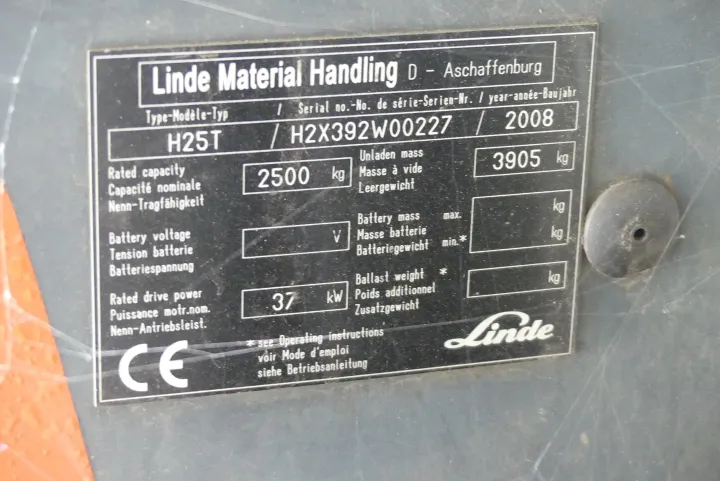 Linde Material Handling D - Aschaffenburg
Type-Modèle-Typ / Serial no.-No. de série-Serien-Nr. / year-année-Baujahr
H25T / H2X392W00227 / 2008
Rated capacity
Capacité nominale
Nenn-Tragfähigkeit
2500 kg
Unladen mass
Masse à vide
Leergewicht
3905 kg
Battery voltage
Tension batterie
Batteriespannung
V
Battery mass max.
Masse batterie
Batteriegewicht min.*
kg
kg
Rated drive power
Puissance motr.nom.
Nenn-Antriebsleist.
37 kW
Ballast weight *
Poids additionnel
Zusatzgewicht
kg
CE
* see Operating instructions
voir Mode d'emploi
siehe Betriebsanleitung
Linde